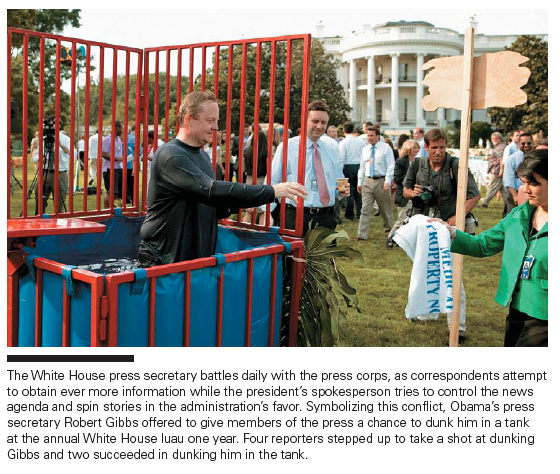 PROPERTY
The White House press secretary battles daily with the press corps, as correspondents attempt
to obtain ever more information while the president's spokesperson tries to control the news
agenda and spin stories in the administration's favor. Symbolizing this conflict, Obama's press
secretary Robert Gibbs offered to give members of the press a chance to dunk him in a tank
at the annual White House luau one year. Four reporters stepped up to take a shot at dunking
Gibbs and two succeeded in dunking him in the tank.